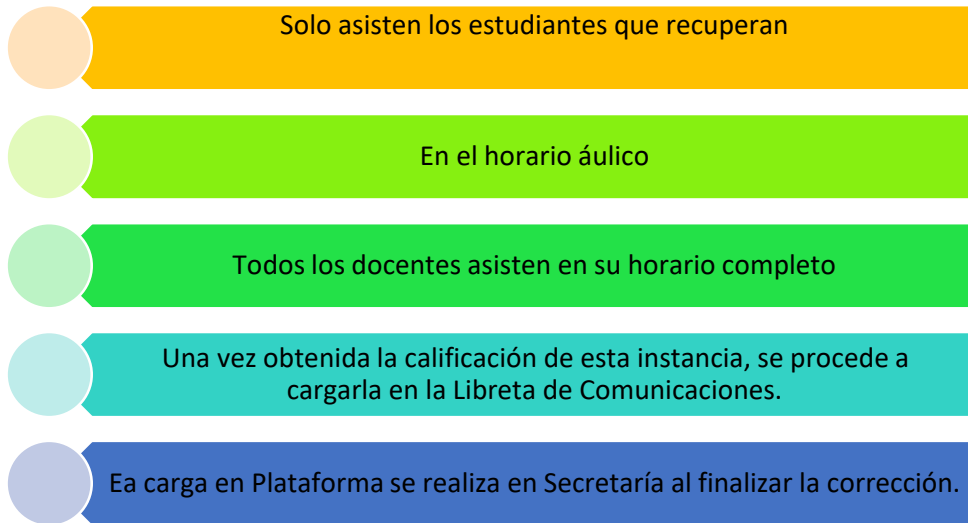 Solo asisten los estudiantes que recuperan
En el horario áulico
Todos los docentes asisten en su horario completo
Una vez obtenida la calificación de esta instancia, se procede a
cargarla en la Libreta de Comunicaciones.
Ea carga en Plataforma se realiza en Secretaría al finalizar la corrección.